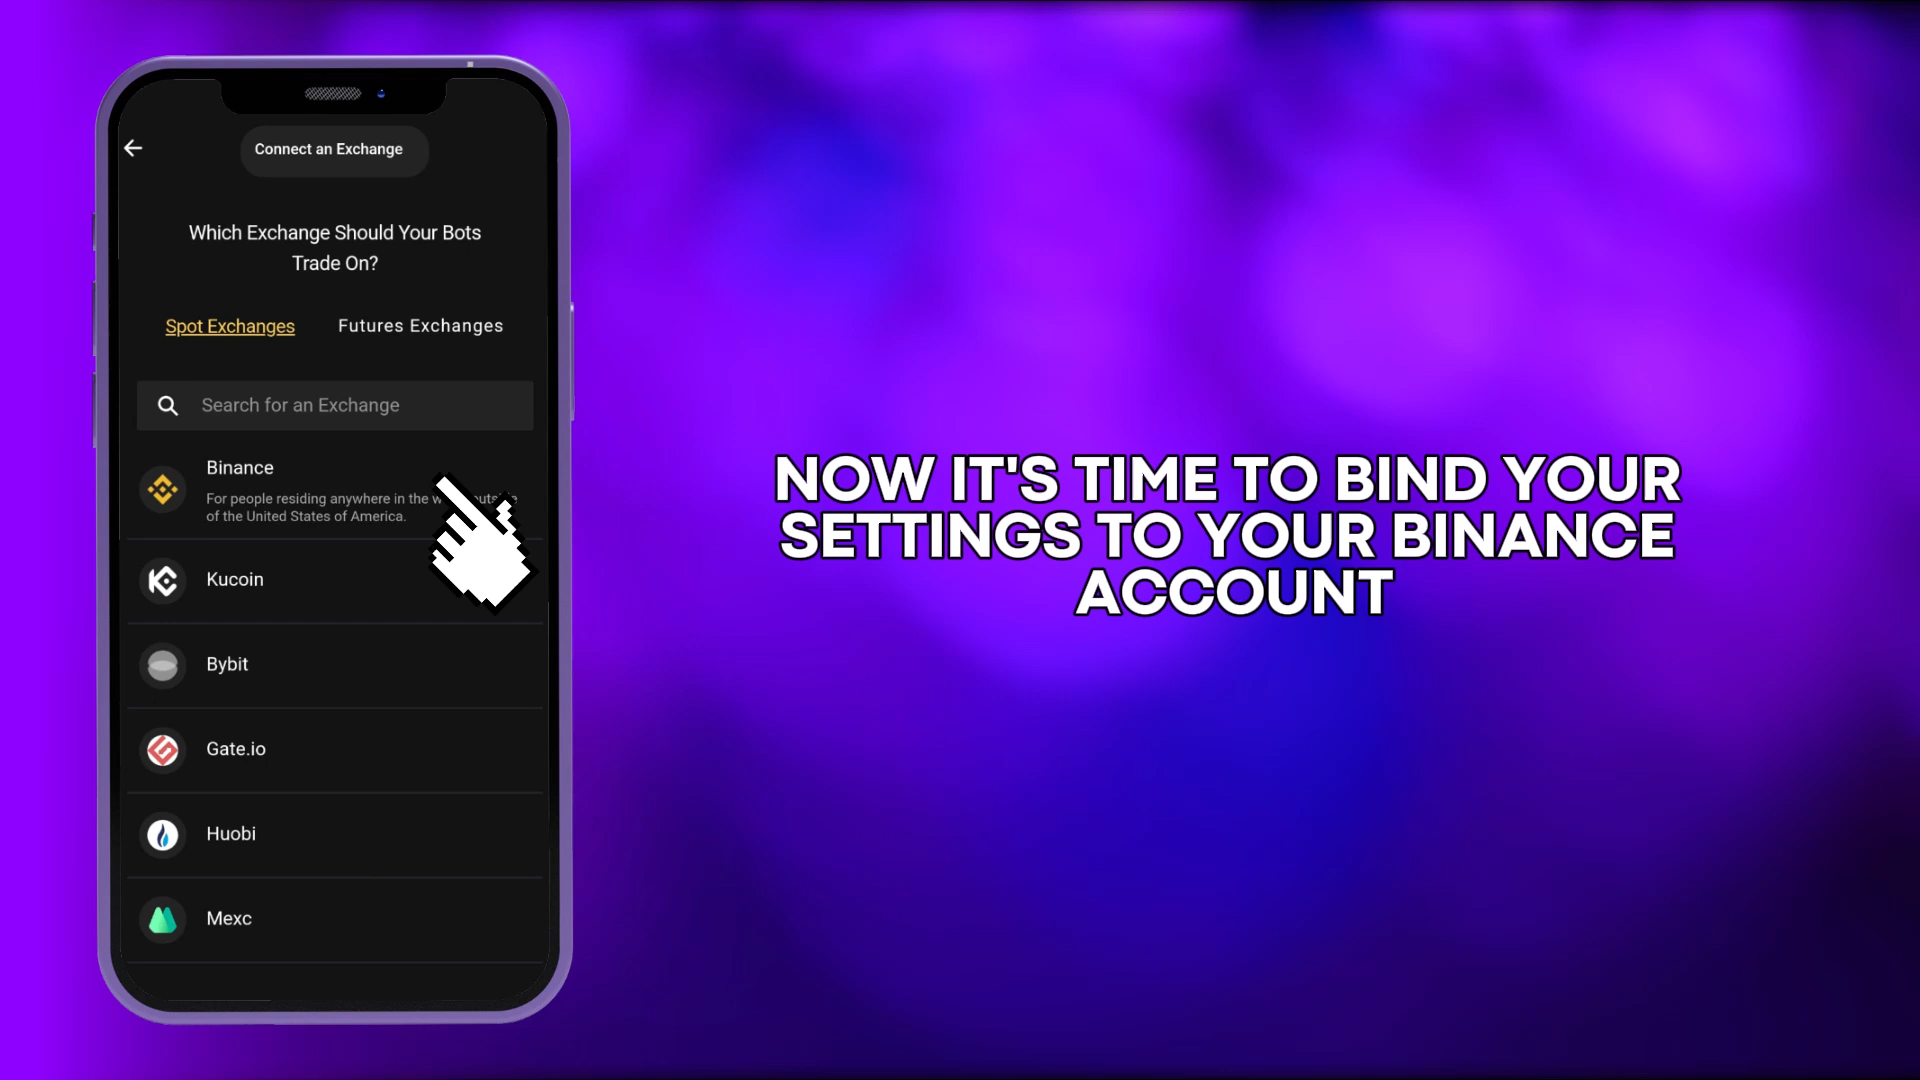 Connect an Exchange
Which Exchange Should Your Bots
Trade On?
Spot Exchanges
Futures Exchanges
Search for an Exchange
Binance
For people residing anywhere in the
of the United States of America.
Kucoin
Bybit
Gate.io
Huobi
Mexc
NOW IT'S TIME TO BIND YOUR
SETTINGS TO YOUR BINANCE
ACCOUNT